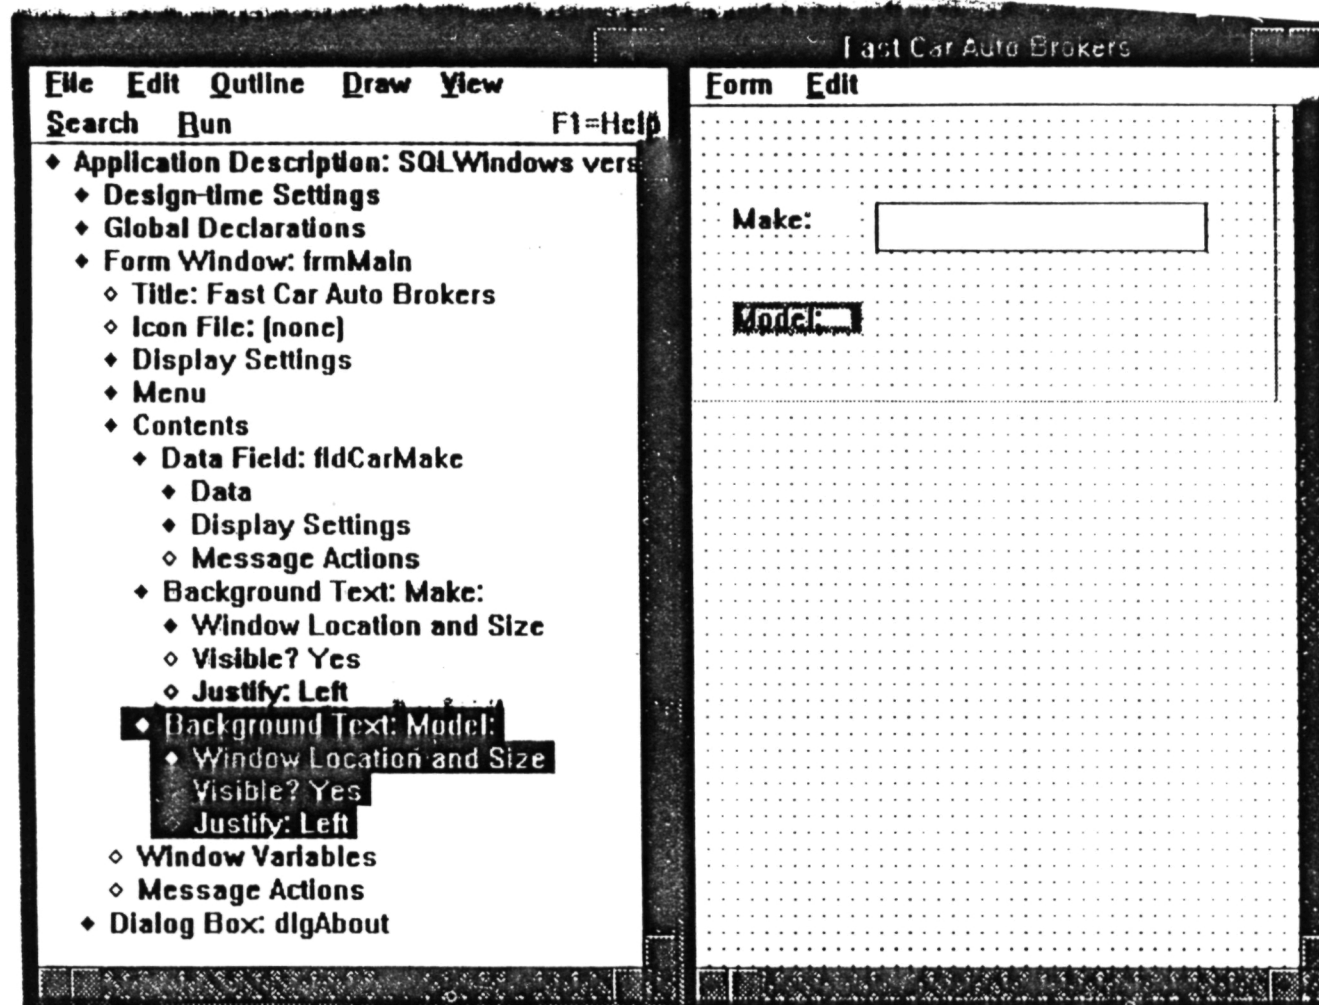 Fast Car Auto Brokers
File Edit Outline Draw View
Search Run F1=Help
Application Description: SQLWindows vers
Design-time Settings
Global Declarations
Form Window: frmMain
Title: Fast Car Auto Brokers
Icon File: (none)
Display Settings
Menu
Contents
Data Field: fldCarMake
Data
Display Settings
Message Actions
Background Text: Make:
Window Location and Size
Visible? Yes
Justify: Left
Background Text: Model:
Window Location and Size
Visible? Yes
Justify: Left
Window Variables
Message Actions
Dialog Box: dlgAbout
Form Edit
Make:
Model: